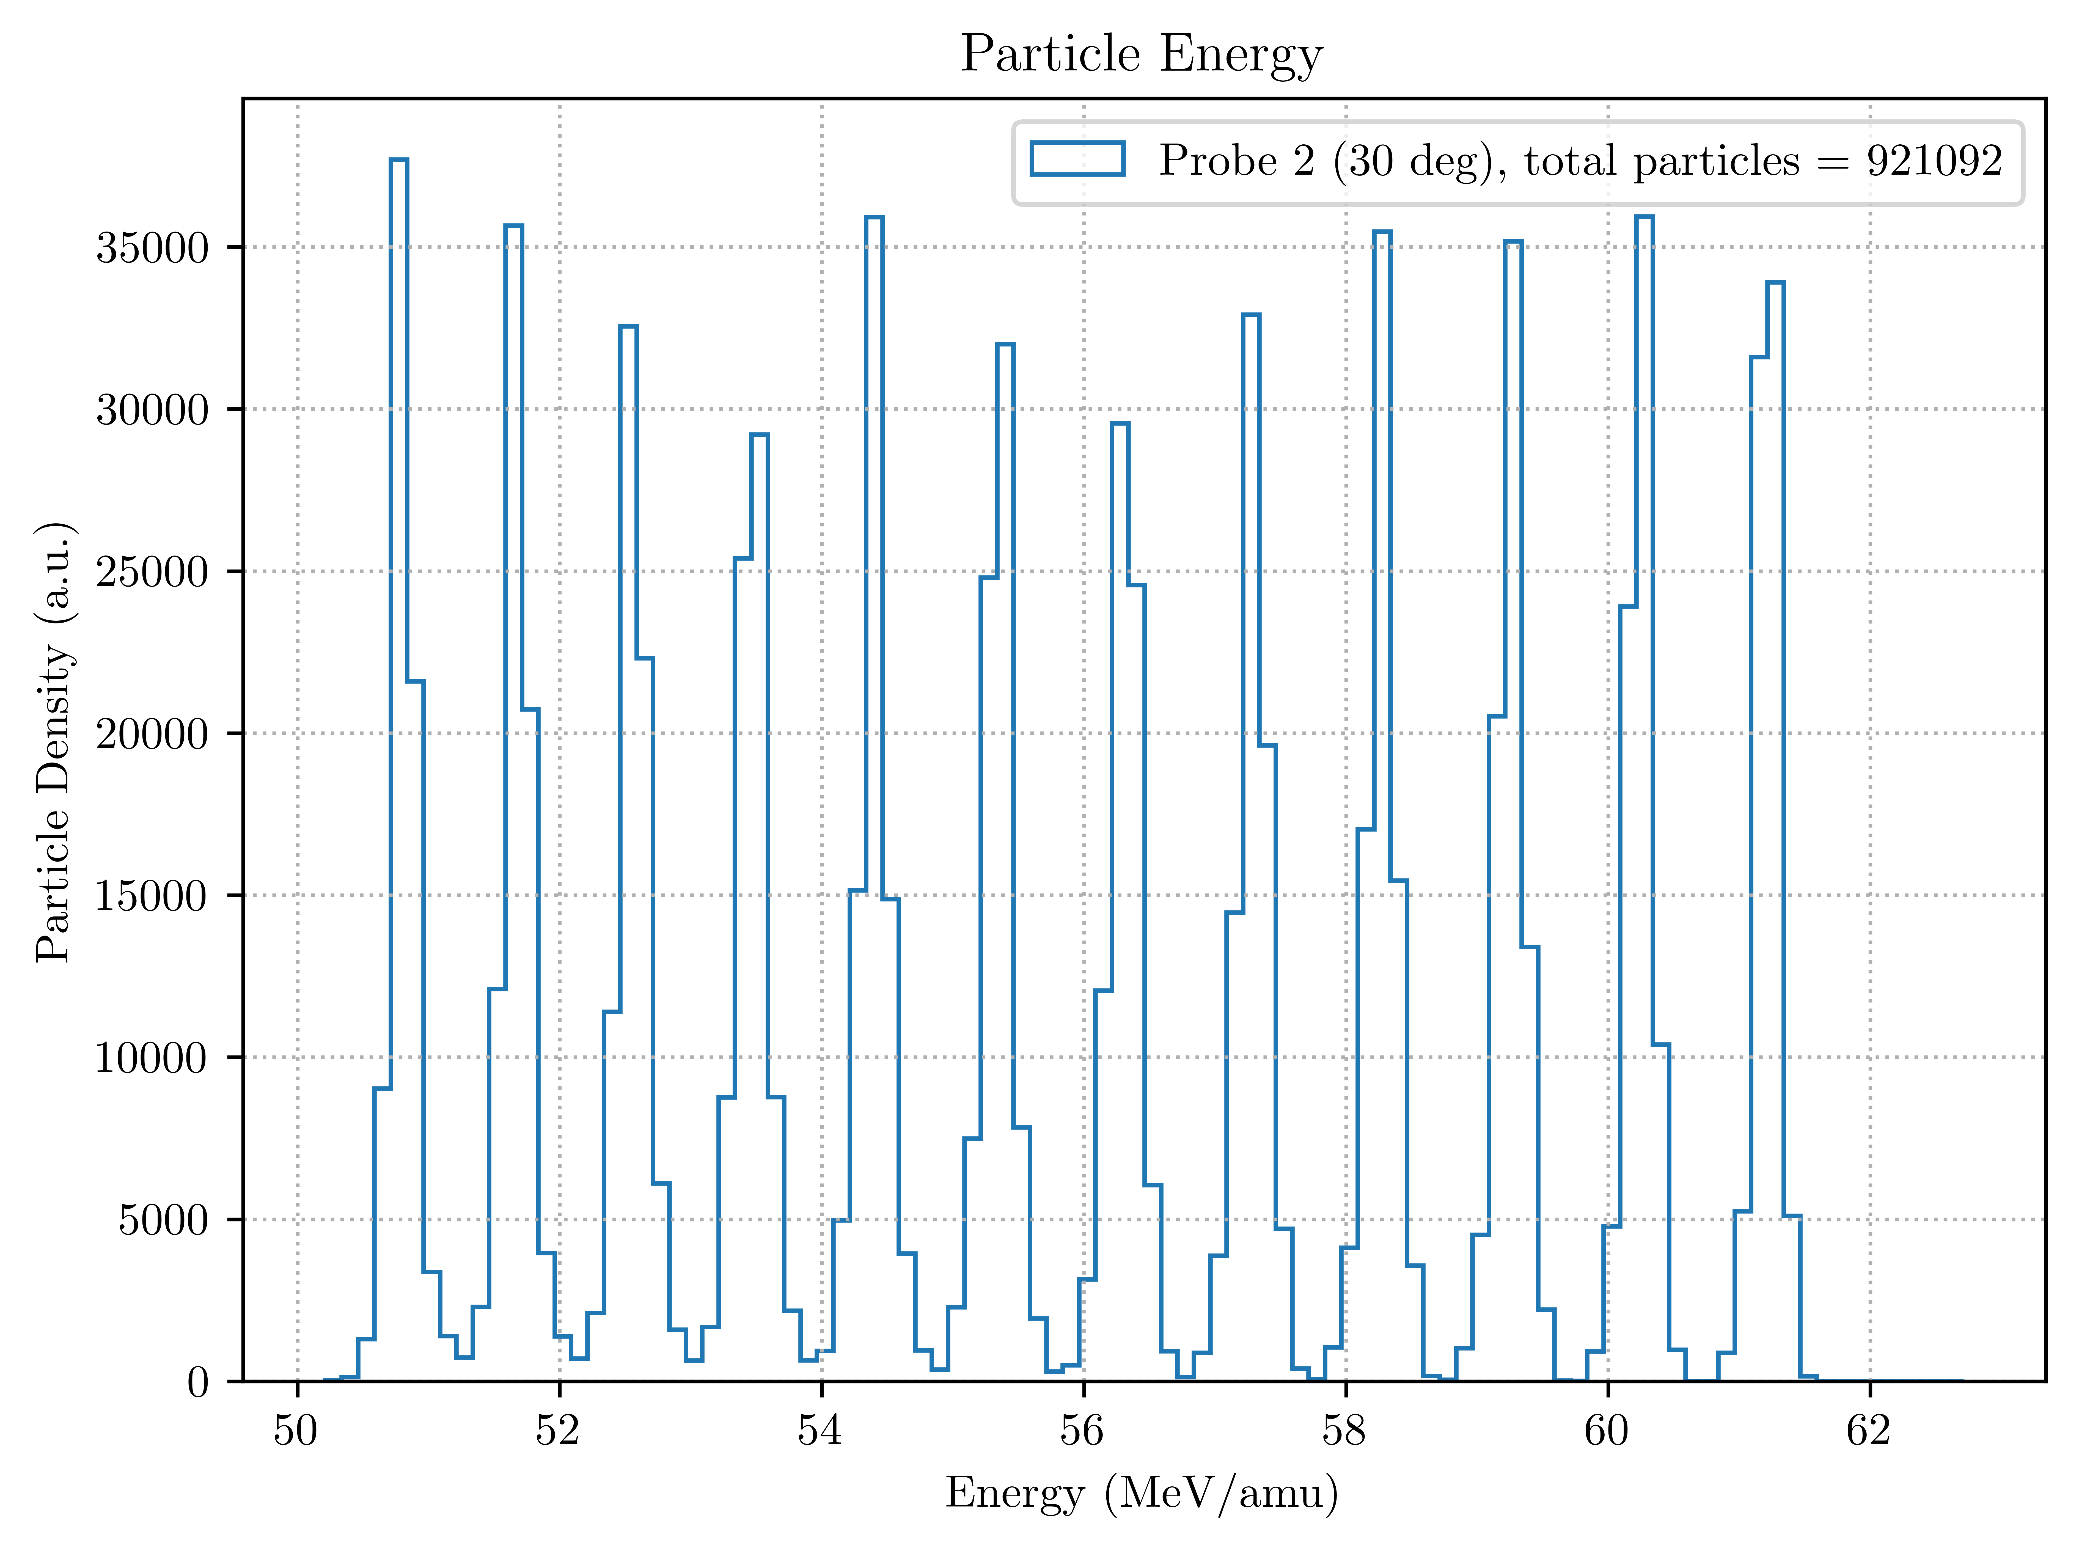 Particle Energy
Probe 2 (30 deg), total particles = 921092
Particle Density (a.u.)
35000
30000
25000
20000
15000
10000
5000
0
50 52 54 56 58 60 62
Energy (MeV/amu)